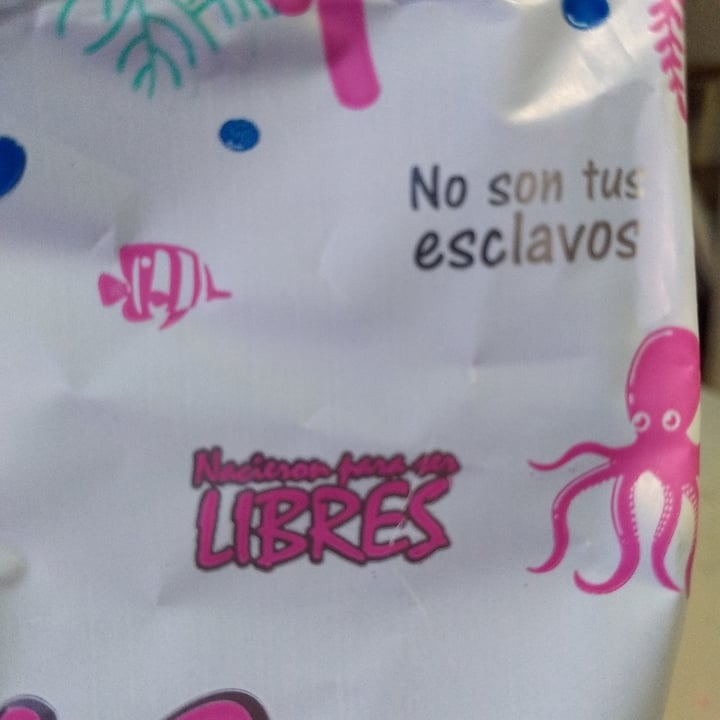 No son tus
esclavos
Nacieron para ser
LIBRES